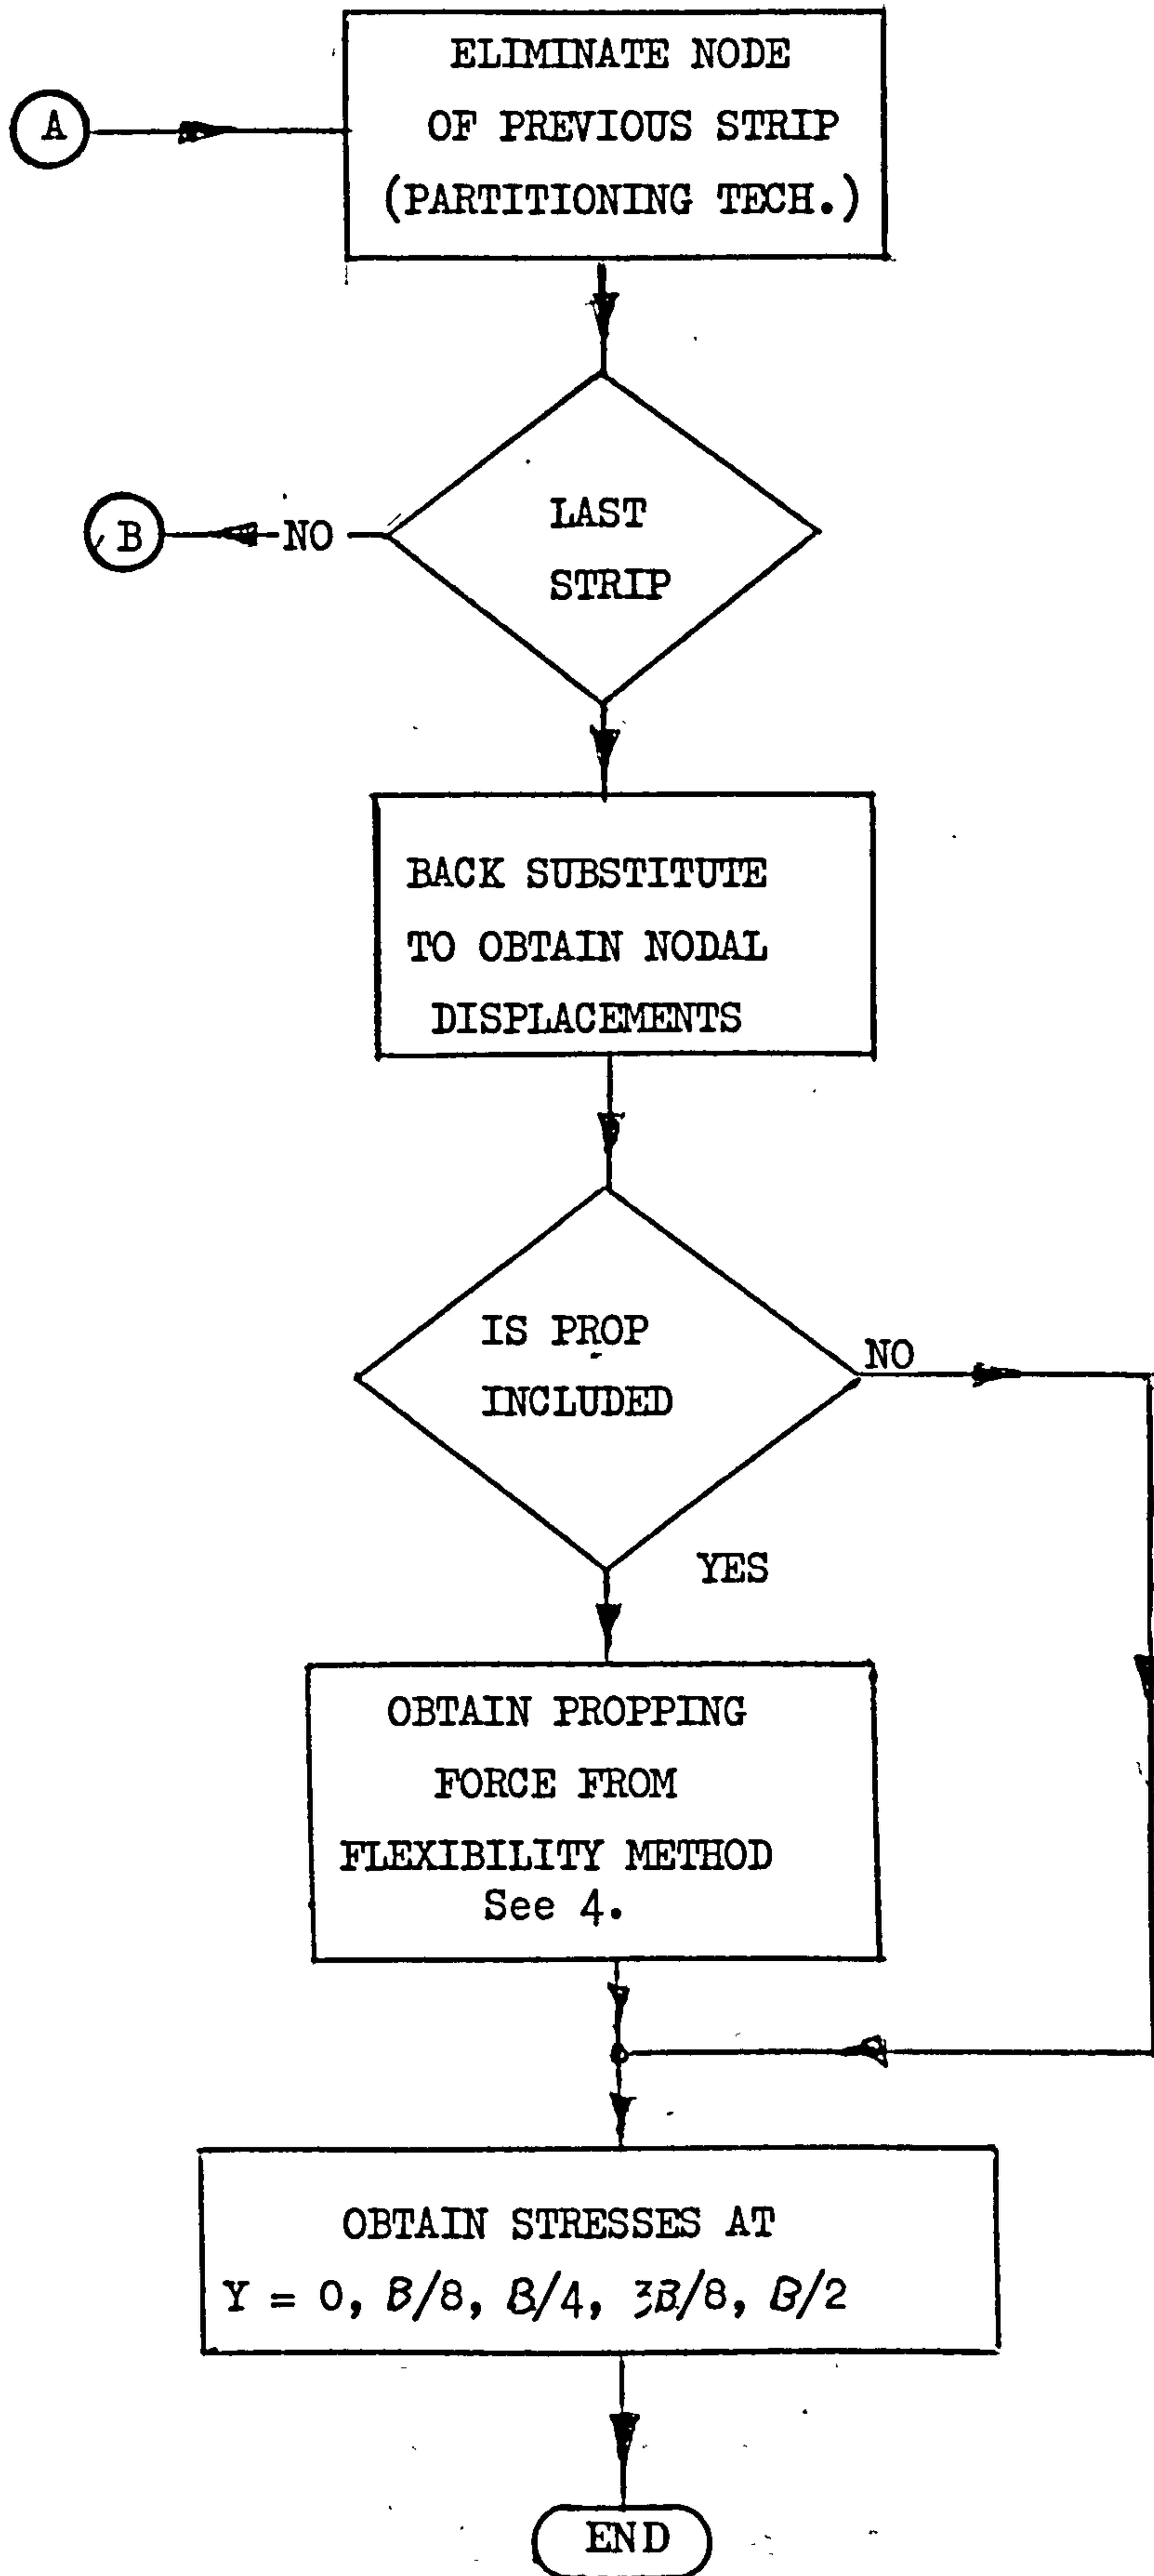 ELIMINATE NODE
A
OF PREVIOUS STRIP
(PARTITIONING TECH.)
LAST
B
NO
STRIP
BACK SUBSTITUTE
TO OBTAIN NODAL
DISPLACEMENTS
IS PROP
NO
INCLUDED
YES
OBTAIN PROPPING
FORCE FROM
FLEXIBILITY METHOD
See 4.
OBTAIN STRESSES AT
Y = 0, B/8, B/4, 3B/8, B/2
END